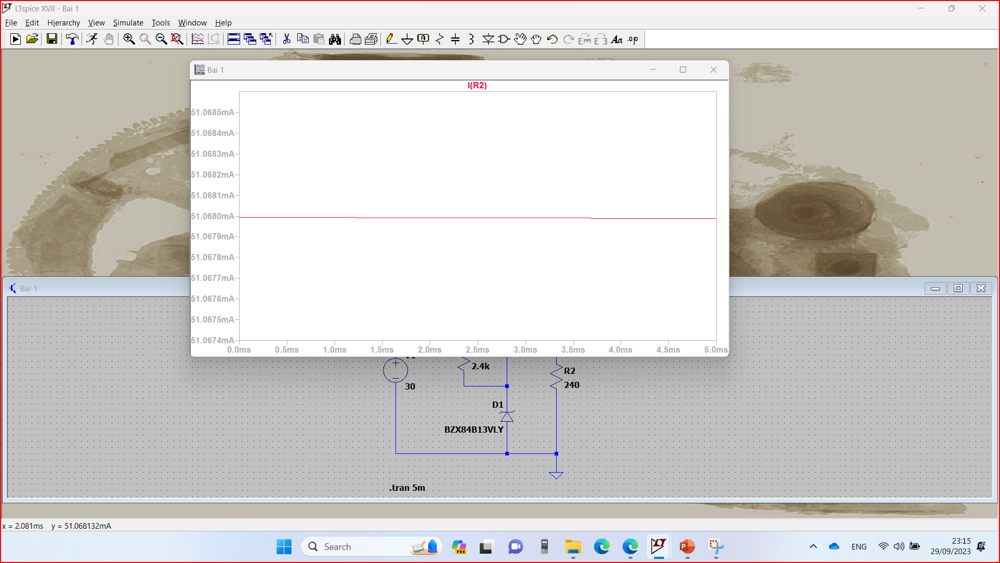 LTspice XVII - Bai 1
File Edit Hierarchy View Simulate Tools Window Help
Bai 1
I(R2)
51.0685mA
51.0684mA
51.0683mA
51.0682mA
51.0681mA
51.0680mA
51.0679mA
51.0678mA
51.0677mA
51.0676mA
51.0675mA
51.0674mA
0.0ms 0.5ms 1.0ms 1.5ms 2.0ms 2.5ms 3.0ms 3.5ms 4.0ms 4.5ms 5.0ms
Bai 1
2.4k
R2
240
30
D1
BZX84B13VLY
.tran 5m
x = 2.081ms y = 51.068132mA
Search
PRE
ENG
23:15
29/09/2023